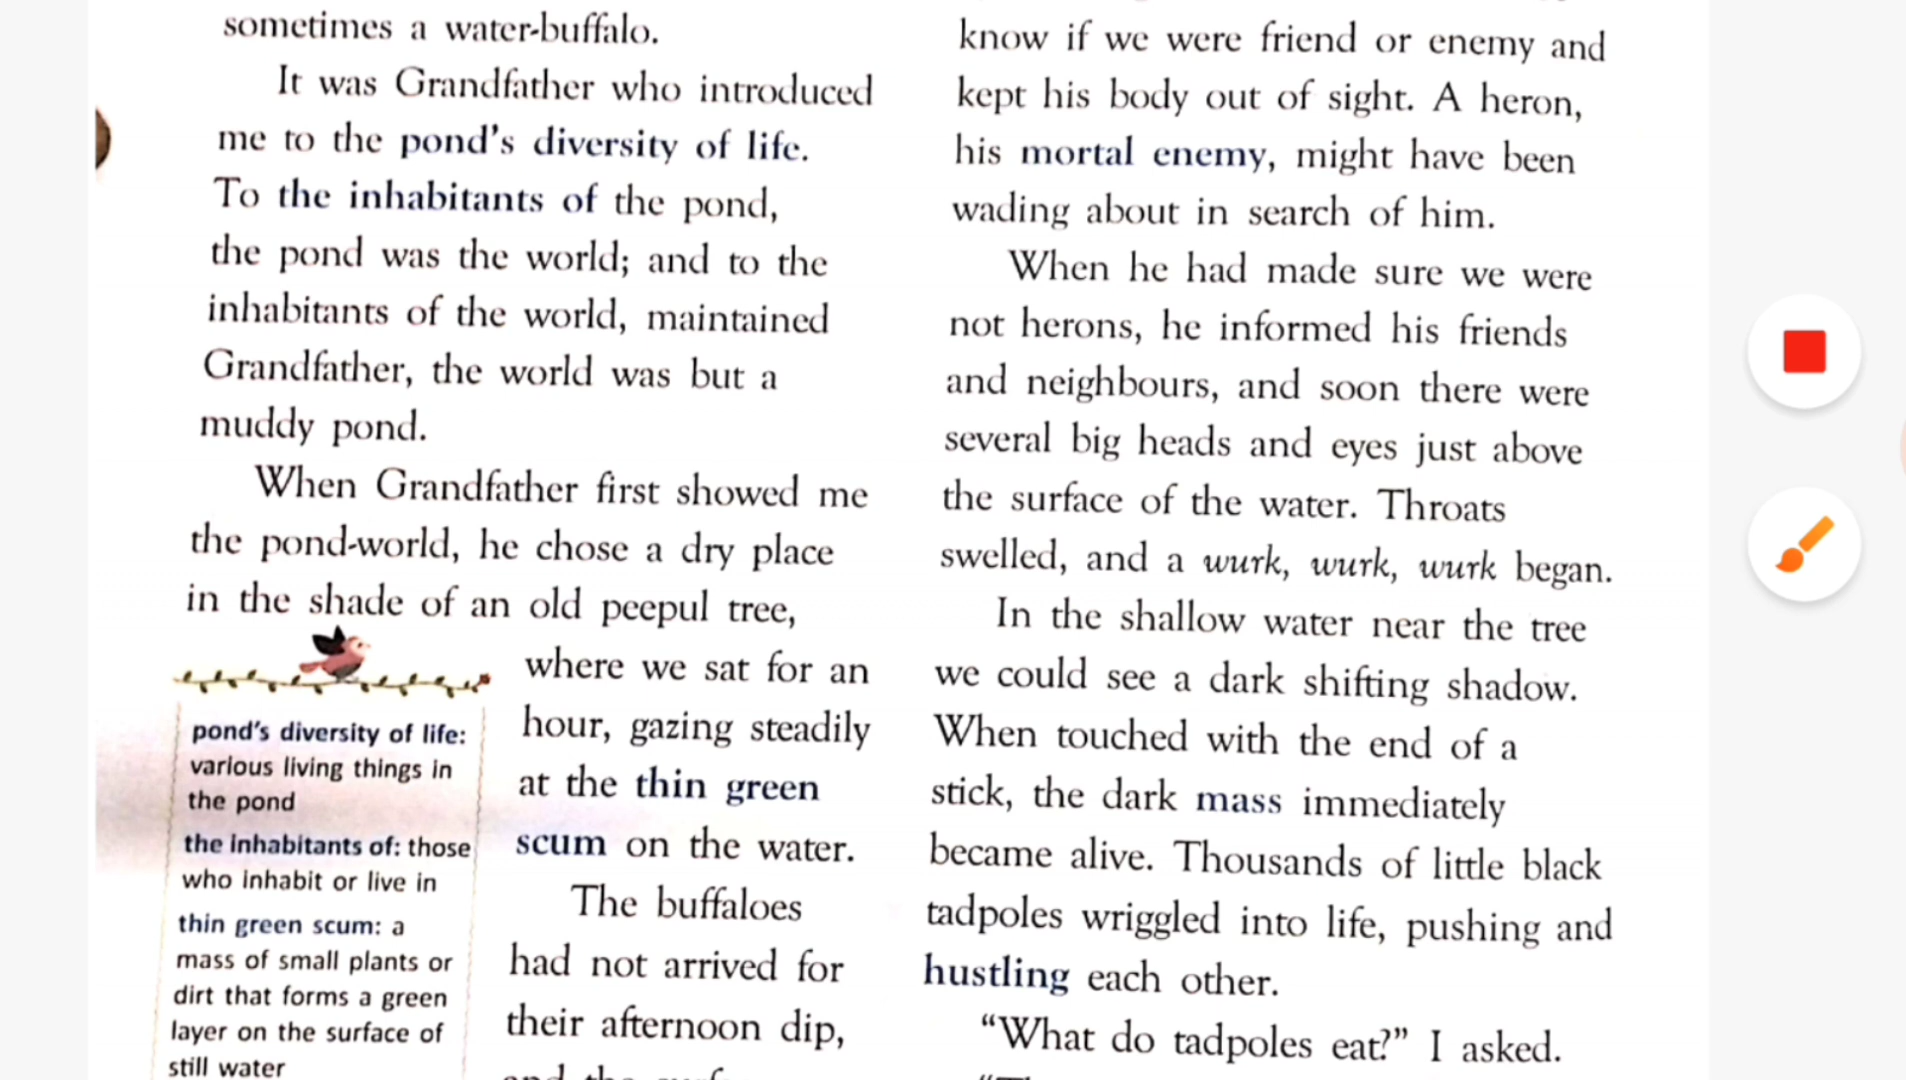 sometimes a water-buffalo.
It was Grandfather who introduced
me to the pond's diversity of life.
To the inhabitants of the pond,
the pond was the world; and to the
inhabitants of the world, maintained
Grandfather, the world was but a
muddy pond.
When Grandfather first showed me
the pond-world, he chose a dry place
in the shade of an old peepul tree,
where we sat for an
hour, gazing steadily
at the thin green
scum on the water.
The buffaloes
had not arrived for
their afternoon dip,
pond's diversity of life:
various living things in
the pond
the inhabitants of: those
who inhabit or live in
thin green scum: a
mass of small plants or
dirt that forms a green
layer on the surface of
still water
know if we were friend or enemy and
kept his body out of sight. A heron,
his mortal enemy, might have been
wading about in search of him.
When he had made sure we were
not herons, he informed his friends
and neighbours, and soon there were
several big heads and eyes just above
the surface of the water. Throats
swelled, and a wurk, wurk, wurk began.
In the shallow water near the tree
we could see a dark shifting shadow.
When touched with the end of a
stick, the dark mass immediately
became alive. Thousands of little black
tadpoles wriggled into life, pushing and
hustling each other.
“What do tadpoles eat?” I asked.